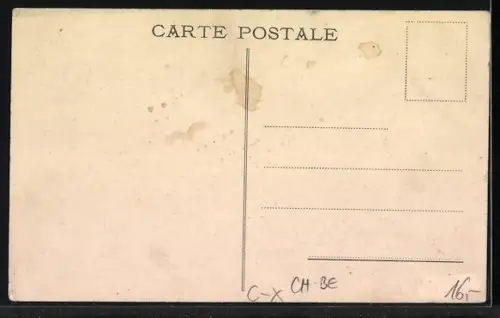 CARTE POSTALE
C-X CH-BE 16,-